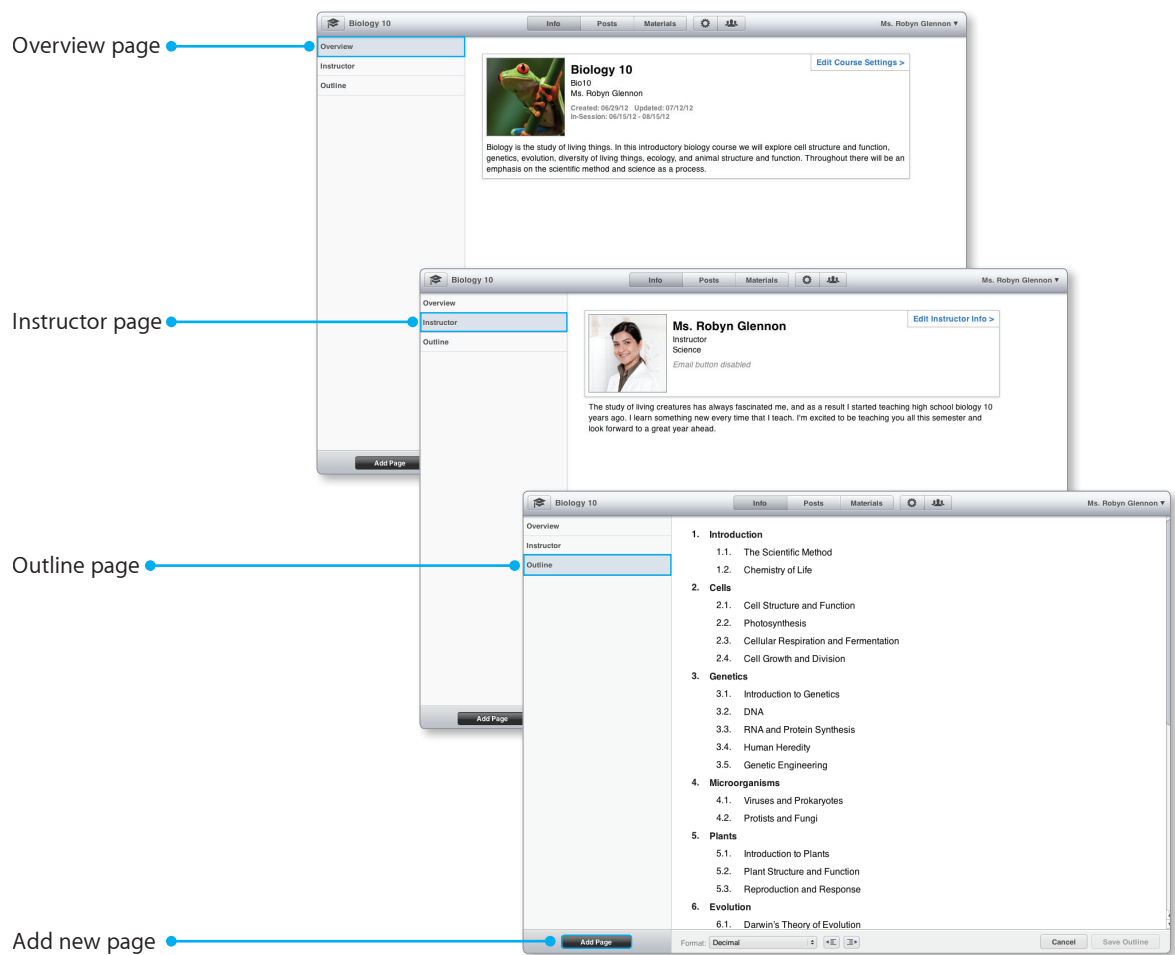 Overview page
Biology 10
Info Posts Materials
Ms. Robyn Glennon ▼
Overview
Instructor
Outline
Edit Course Settings >
Biology 10
Bio10
Ms. Robyn Glennon
Created: 06/29/12 Updated: 07/12/12
In-Session: 06/15/12 - 08/15/12
Biology is the study of living things. In this introductory biology course we will explore cell structure and function,
genetics, evolution, diversity of living things, ecology, and animal structure and function. Throughout there will be an
emphasis on the scientific method and science as a process.
Add Page
Instructor page
Biology 10
Info Posts Materials
Ms. Robyn Glennon ▼
Overview
Instructor
Outline
Edit Instructor Info >
Ms. Robyn Glennon
Instructor
Science
Email button disabled
The study of living creatures has always fascinated me, and as a result I started teaching high school biology 10
years ago. I learn something new every time that I teach. I'm excited to be teaching you all this semester and
look forward to a great year ahead.
Add Page
Outline page
Biology 10
Info Posts Materials
Ms. Robyn Glennon ▼
Overview
Instructor
Outline
1. Introduction
1.1. The Scientific Method
1.2. Chemistry of Life
2. Cells
2.1. Cell Structure and Function
2.2. Photosynthesis
2.3. Cellular Respiration and Fermentation
2.4. Cell Growth and Division
3. Genetics
3.1. Introduction to Genetics
3.2. DNA
3.3. RNA and Protein Synthesis
3.4. Human Heredity
3.5. Genetic Engineering
4. Microorganisms
4.1. Viruses and Prokaryotes
4.2. Protists and Fungi
5. Plants
5.1. Introduction to Plants
5.2. Plant Structure and Function
5.3. Reproduction and Response
6. Evolution
6.1. Darwin's Theory of Evolution
Add new page
Add Page
Format: Decimal
Cancel Save Outline